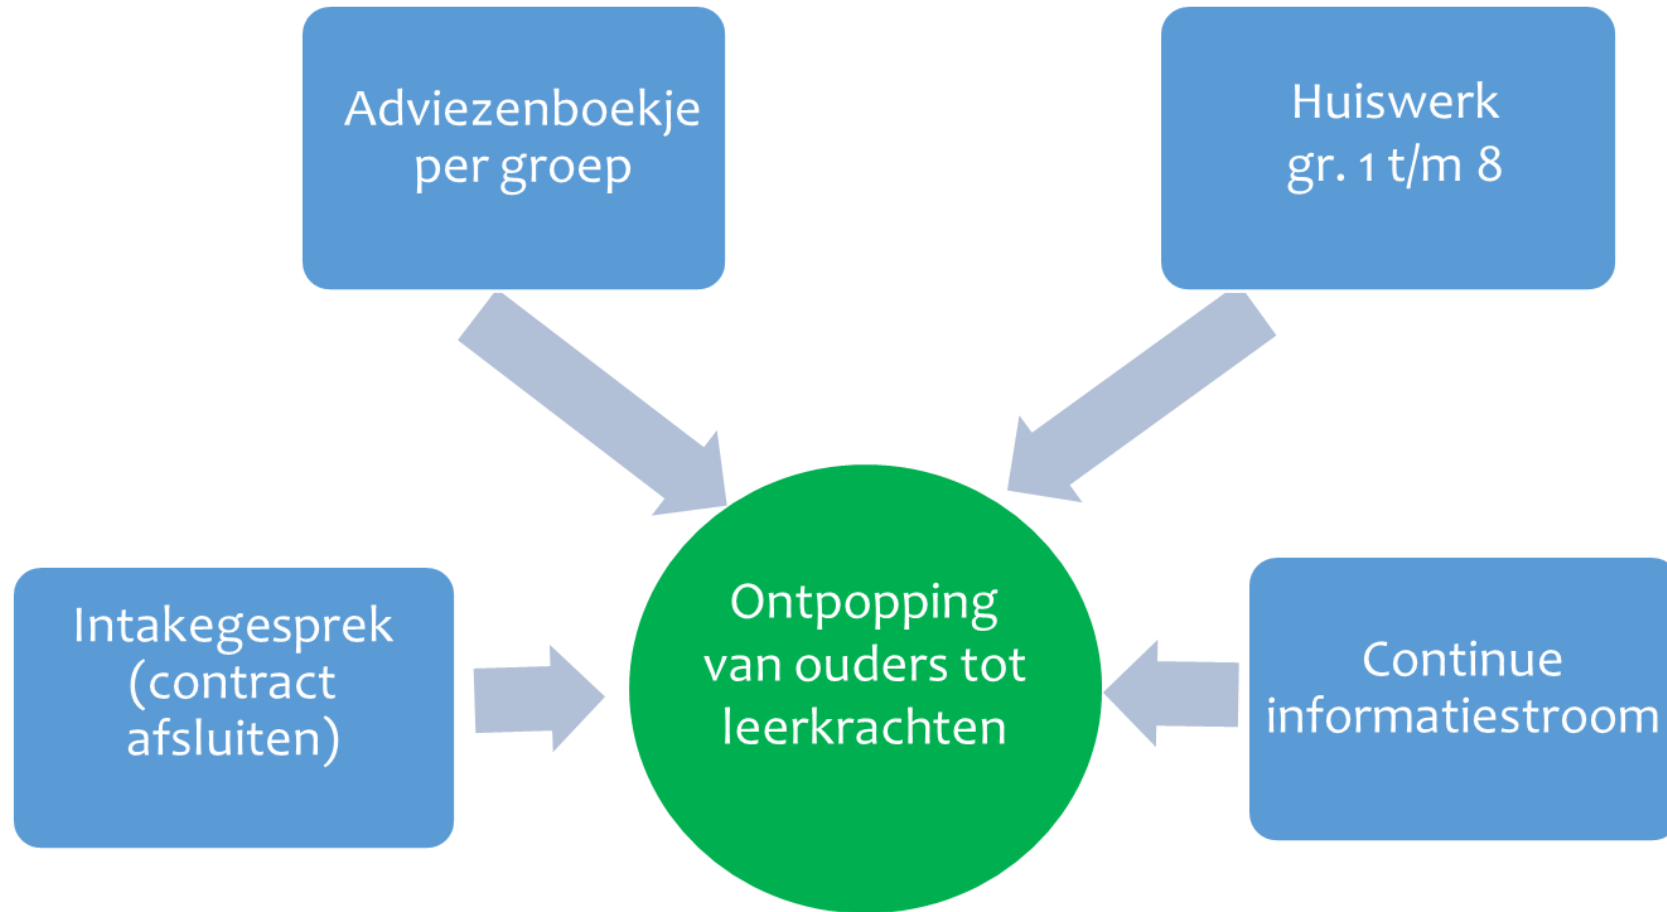 Adviezenboekje
per groep
Huiswerk
gr. 1 t/m 8
Intakegesprek
(contract
afsluiten)
Ontpopping
van ouders tot
leerkrachten
Continue
informatiestroom